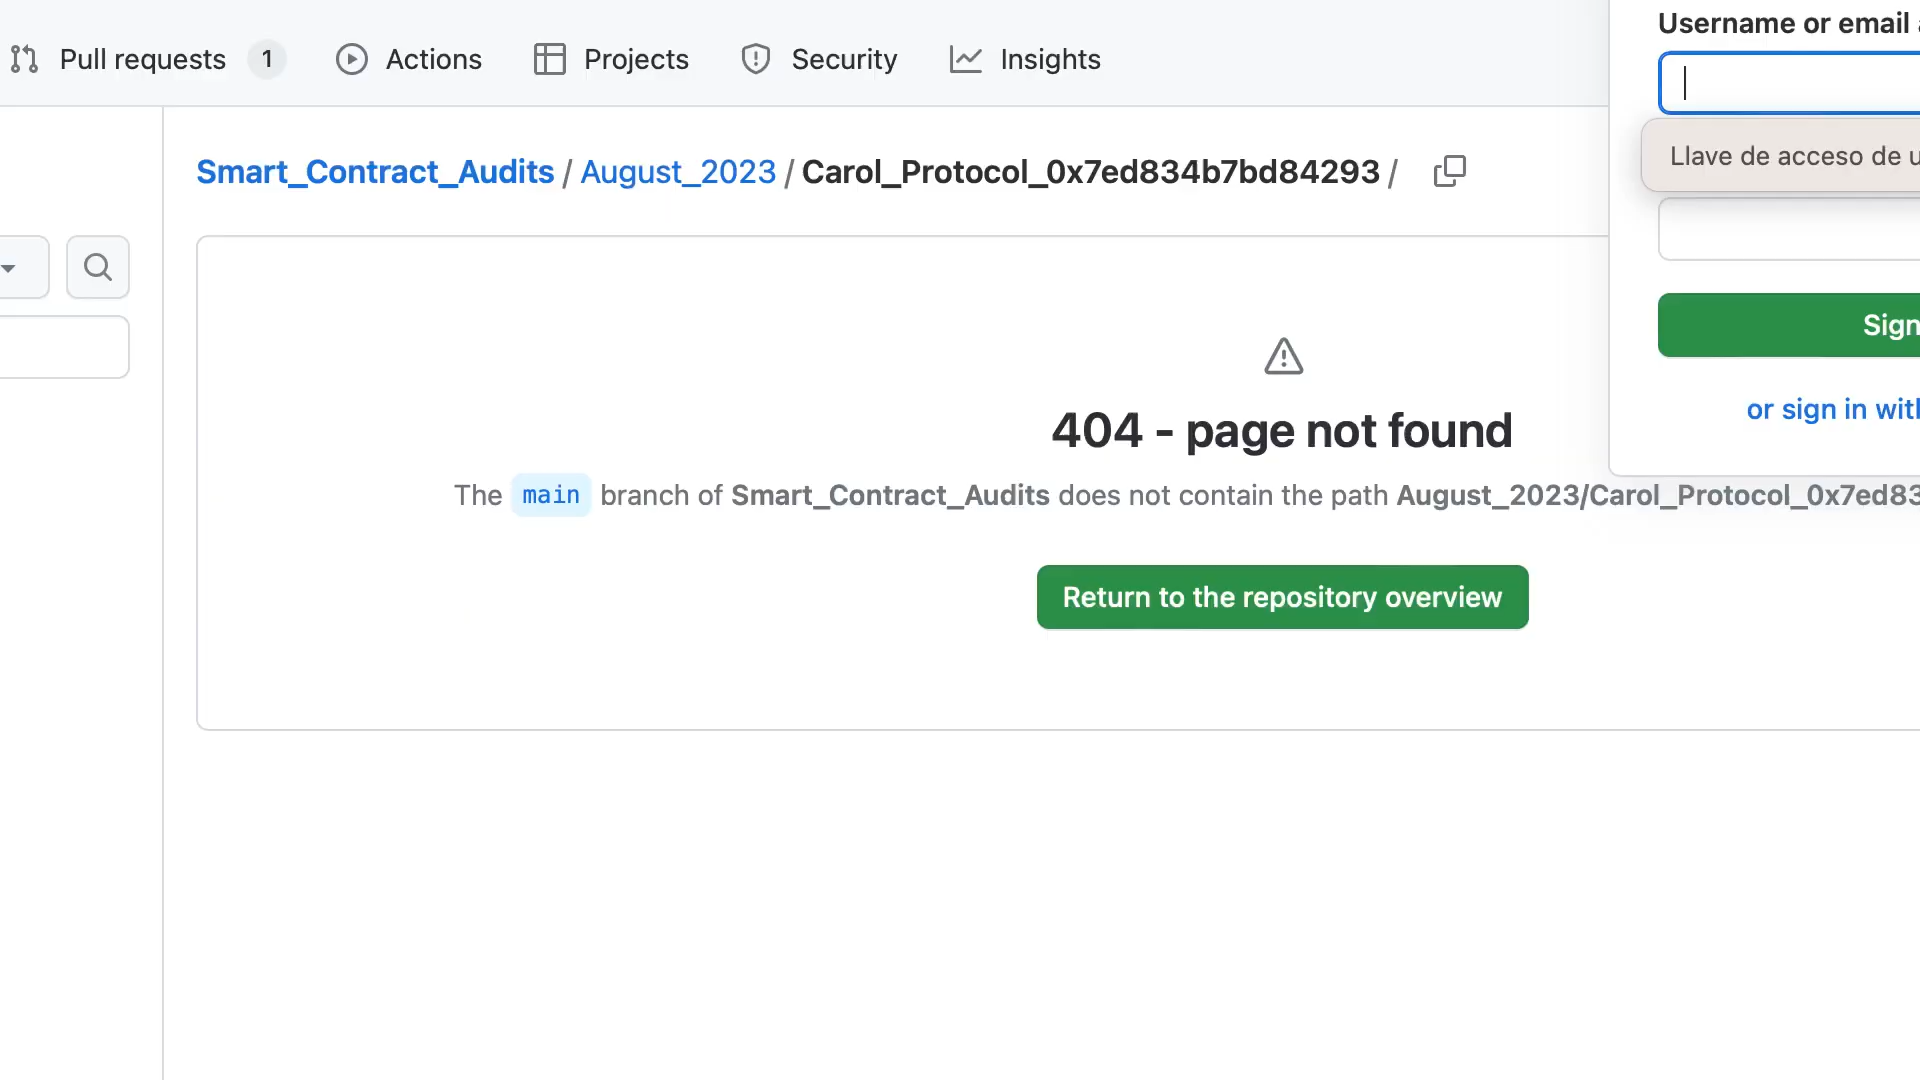 Pull requests 1 Actions Projects Security Insights
Username or email
Llave de acceso de
Smart_Contract_Audits / August_2023 / Carol_Protocol_0x7ed834b7bd84293 /
Sign
or sign in with
404 - page not found
The main branch of Smart_Contract_Audits does not contain the path August_2023/Carol_Protocol_0x7ed83
Return to the repository overview